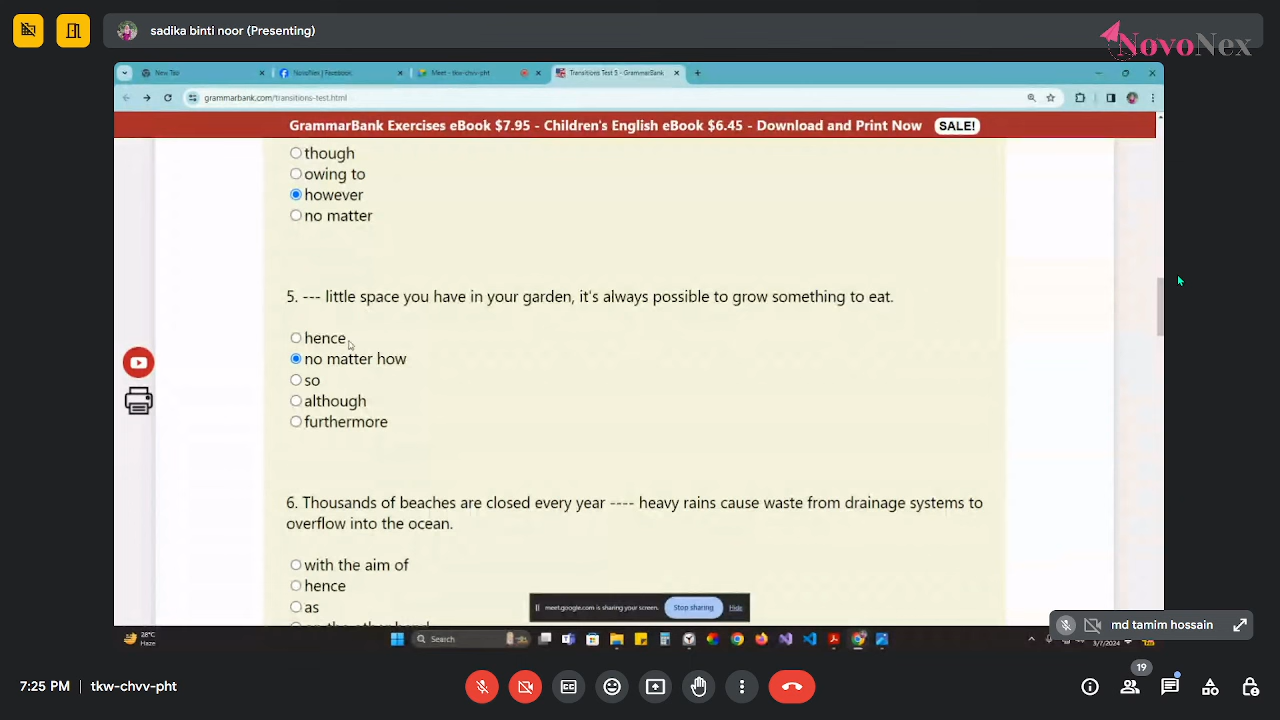 sadika binti noor (Presenting)
NovoNex
New Tab
NovoNex | Facebook
Meet - tkw-chvv-pht
Transitions Test 5 - GrammarBank
grammarbank.com/transitions-test.html
GrammarBank Exercises eBook $7.95 - Children's English eBook $6.45 - Download and Print Now SALE!
though
owing to
however
no matter
5. --- little space you have in your garden, it's always possible to grow something to eat.
hence
no matter how
so
although
furthermore
6. Thousands of beaches are closed every year ---- heavy rains cause waste from drainage systems to
overflow into the ocean.
with the aim of
hence
as
meet.google.com is sharing your screen. Stop sharing Hide
md tamim hossain
28°C
Haze
Search
3/7/2024
19
7:25 PM | tkw-chvv-pht